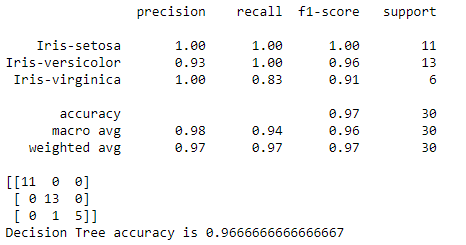 precision recall f1-score support
Iris-setosa 1.00 1.00 1.00 11
Iris-versicolor 0.93 1.00 0.96 13
Iris-virginica 1.00 0.83 0.91 6
accuracy 0.97 30
macro avg 0.98 0.94 0.96 30
weighted avg 0.97 0.97 0.97 30
[[11 0 0]
[ 0 13 0]
[ 0 1 5]]
Decision Tree accuracy is 0.9666666666666667